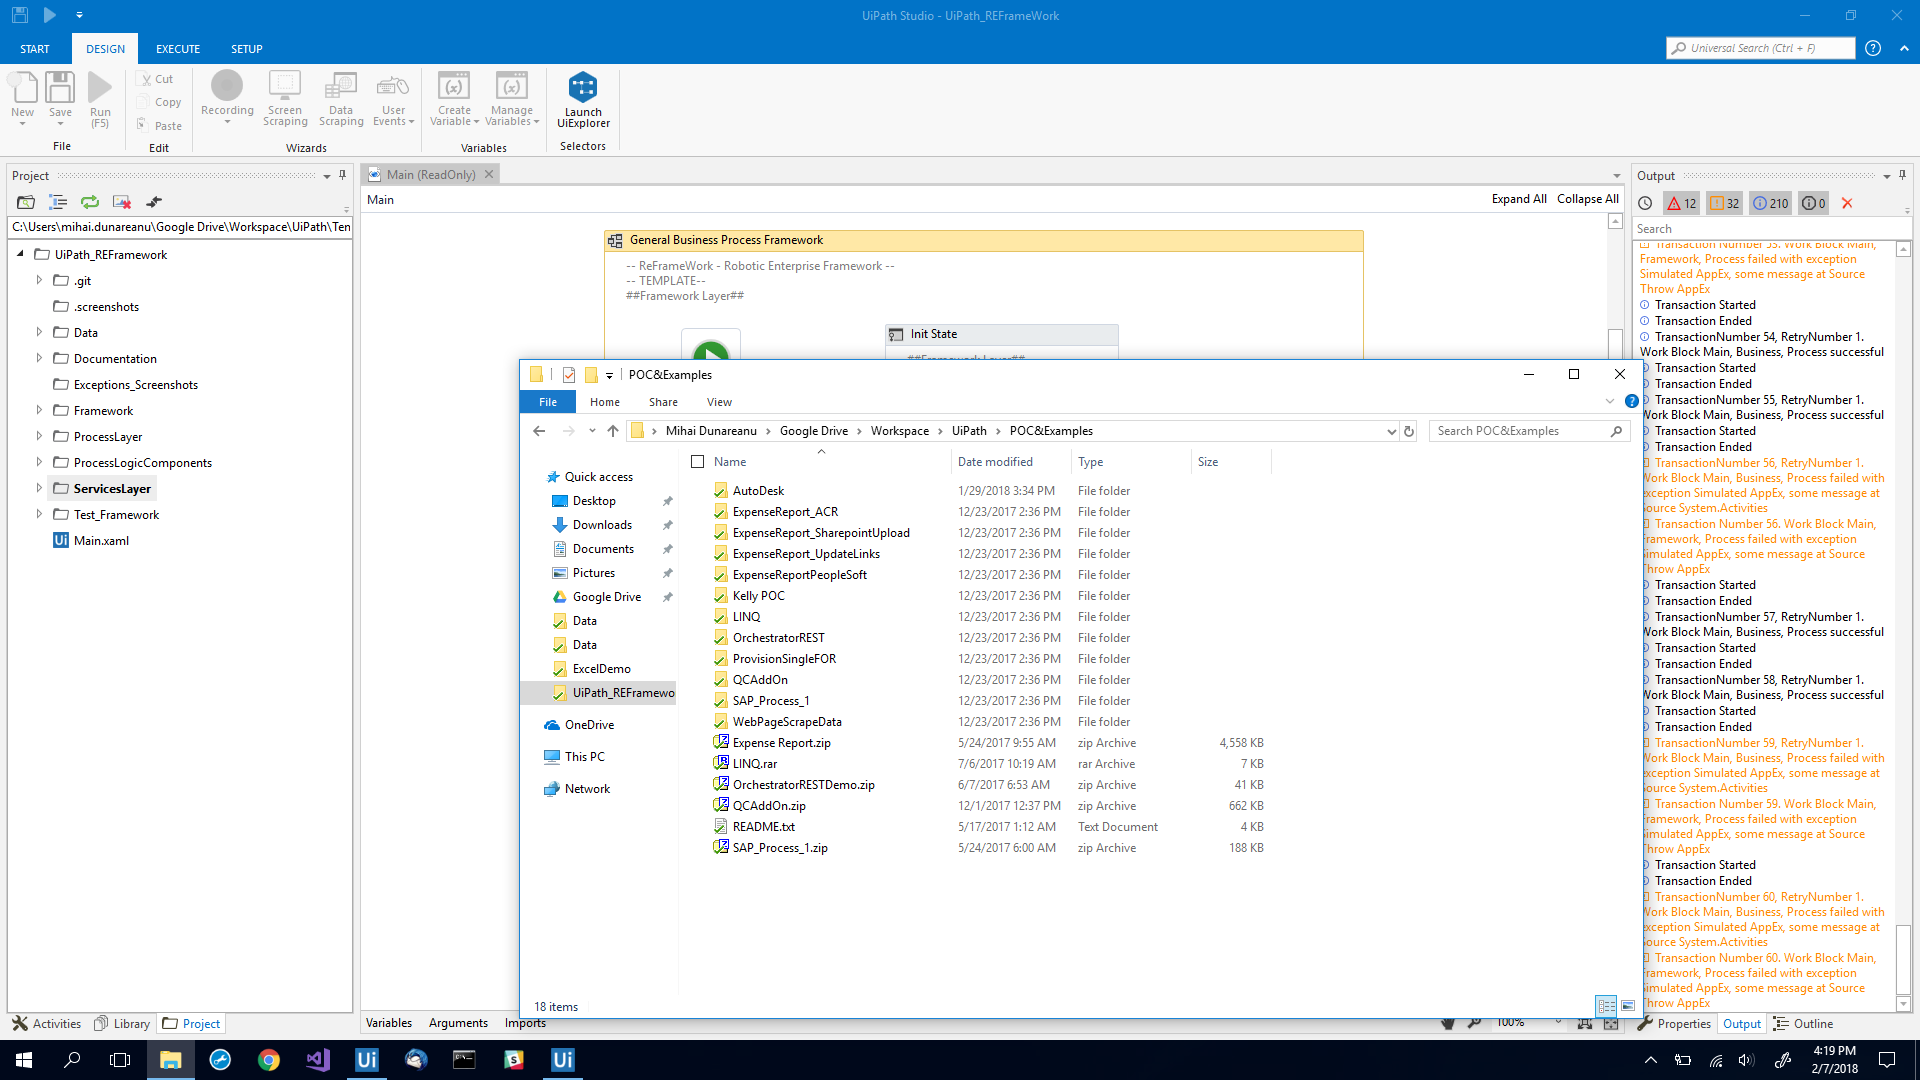 UiPath Studio - UiPath_REFrameWork
START
DESIGN
EXECUTE
SETUP
Universal Search (Ctrl + F)
New
Save
Run
(F5)
File
Cut
Copy
Paste
Edit
Recording
Screen
Scraping
Data
Scraping
User
Events
Wizards
Create
Variable
Manage
Variables
Variables
Launch
UiExplorer
Selectors
Project
C:\Users\mihai.dunareanu\Google Drive\Workspace\UiPath\Ten
UiPath_REFramework
.git
.screenshots
Data
Documentation
Exceptions_Screenshots
Framework
ProcessLayer
ProcessLogicComponents
ServicesLayer
Test_Framework
Main.xaml
Activities
Library
Project
Main (ReadOnly)
Main
Expand All
Collapse All
General Business Process Framework
-- ReFrameWork - Robotic Enterprise Framework --
-- TEMPLATE--
##Framework Layer##
Init State
##Framework Layer##
POC&Examples
File
Home
Share
View
Mihai Dunareanu > Google Drive > Workspace > UiPath > POC&Examples
Search POC&Examples
Quick access
Desktop
Downloads
Documents
Pictures
Google Drive
Data
Data
ExcelDemo
UiPath_REFramewo
OneDrive
This PC
Network
Name Date modified Type Size
AutoDesk 1/29/2018 3:34 PM File folder
ExpenseReport_ACR 12/23/2017 2:36 PM File folder
ExpenseReport_SharepointUpload 12/23/2017 2:36 PM File folder
ExpenseReport_UpdateLinks 12/23/2017 2:36 PM File folder
ExpenseReportPeopleSoft 12/23/2017 2:36 PM File folder
Kelly POC 12/23/2017 2:36 PM File folder
LINQ 12/23/2017 2:36 PM File folder
OrchestratorREST 12/23/2017 2:36 PM File folder
ProvisionSingleFOR 12/23/2017 2:36 PM File folder
QCAddOn 12/23/2017 2:36 PM File folder
SAP_Process_1 12/23/2017 2:36 PM File folder
WebPageScrapeData 12/23/2017 2:36 PM File folder
Expense Report.zip 5/24/2017 9:55 AM zip Archive 4,558 KB
LINQ.rar 7/6/2017 10:19 AM rar Archive 7 KB
OrchestratorRESTDemo.zip 6/7/2017 6:53 AM zip Archive 41 KB
QCAddOn.zip 12/1/2017 12:37 PM zip Archive 662 KB
README.txt 5/17/2017 1:12 AM Text Document 4 KB
SAP_Process_1.zip 5/24/2017 6:00 AM zip Archive 188 KB
18 items
Variables
Arguments
Imports
100%
Output
12
32
210
0
Search
Transaction Number 53. Work Block Main,
Framework, Process failed with exception
Simulated AppEx, some message at Source
Throw AppEx
Transaction Started
Transaction Ended
TransactionNumber 54, RetryNumber 1.
Work Block Main, Business, Process successful
Transaction Started
Transaction Ended
TransactionNumber 55, RetryNumber 1.
Work Block Main, Business, Process successful
Transaction Started
Transaction Ended
TransactionNumber 56, RetryNumber 1.
Work Block Main, Business, Process failed with
exception Simulated AppEx, some message at
Source System.Activities
Transaction Number 56. Work Block Main,
Framework, Process failed with exception
Simulated AppEx, some message at Source
Throw AppEx
Transaction Started
Transaction Ended
TransactionNumber 57, RetryNumber 1.
Work Block Main, Business, Process successful
Transaction Started
Transaction Ended
TransactionNumber 58, RetryNumber 1.
Work Block Main, Business, Process successful
Transaction Started
Transaction Ended
TransactionNumber 59, RetryNumber 1.
Work Block Main, Business, Process failed with
exception Simulated AppEx, some message at
Source System.Activities
Transaction Number 59. Work Block Main,
Framework, Process failed with exception
Simulated AppEx, some message at Source
Throw AppEx
Transaction Started
Transaction Ended
TransactionNumber 60, RetryNumber 1.
Work Block Main, Business, Process failed with
exception Simulated AppEx, some message at
Source System.Activities
Transaction Number 60. Work Block Main,
Framework, Process failed with exception
Simulated AppEx, some message at Source
Throw AppEx
Properties
Output
Outline
4:19 PM
2/7/2018